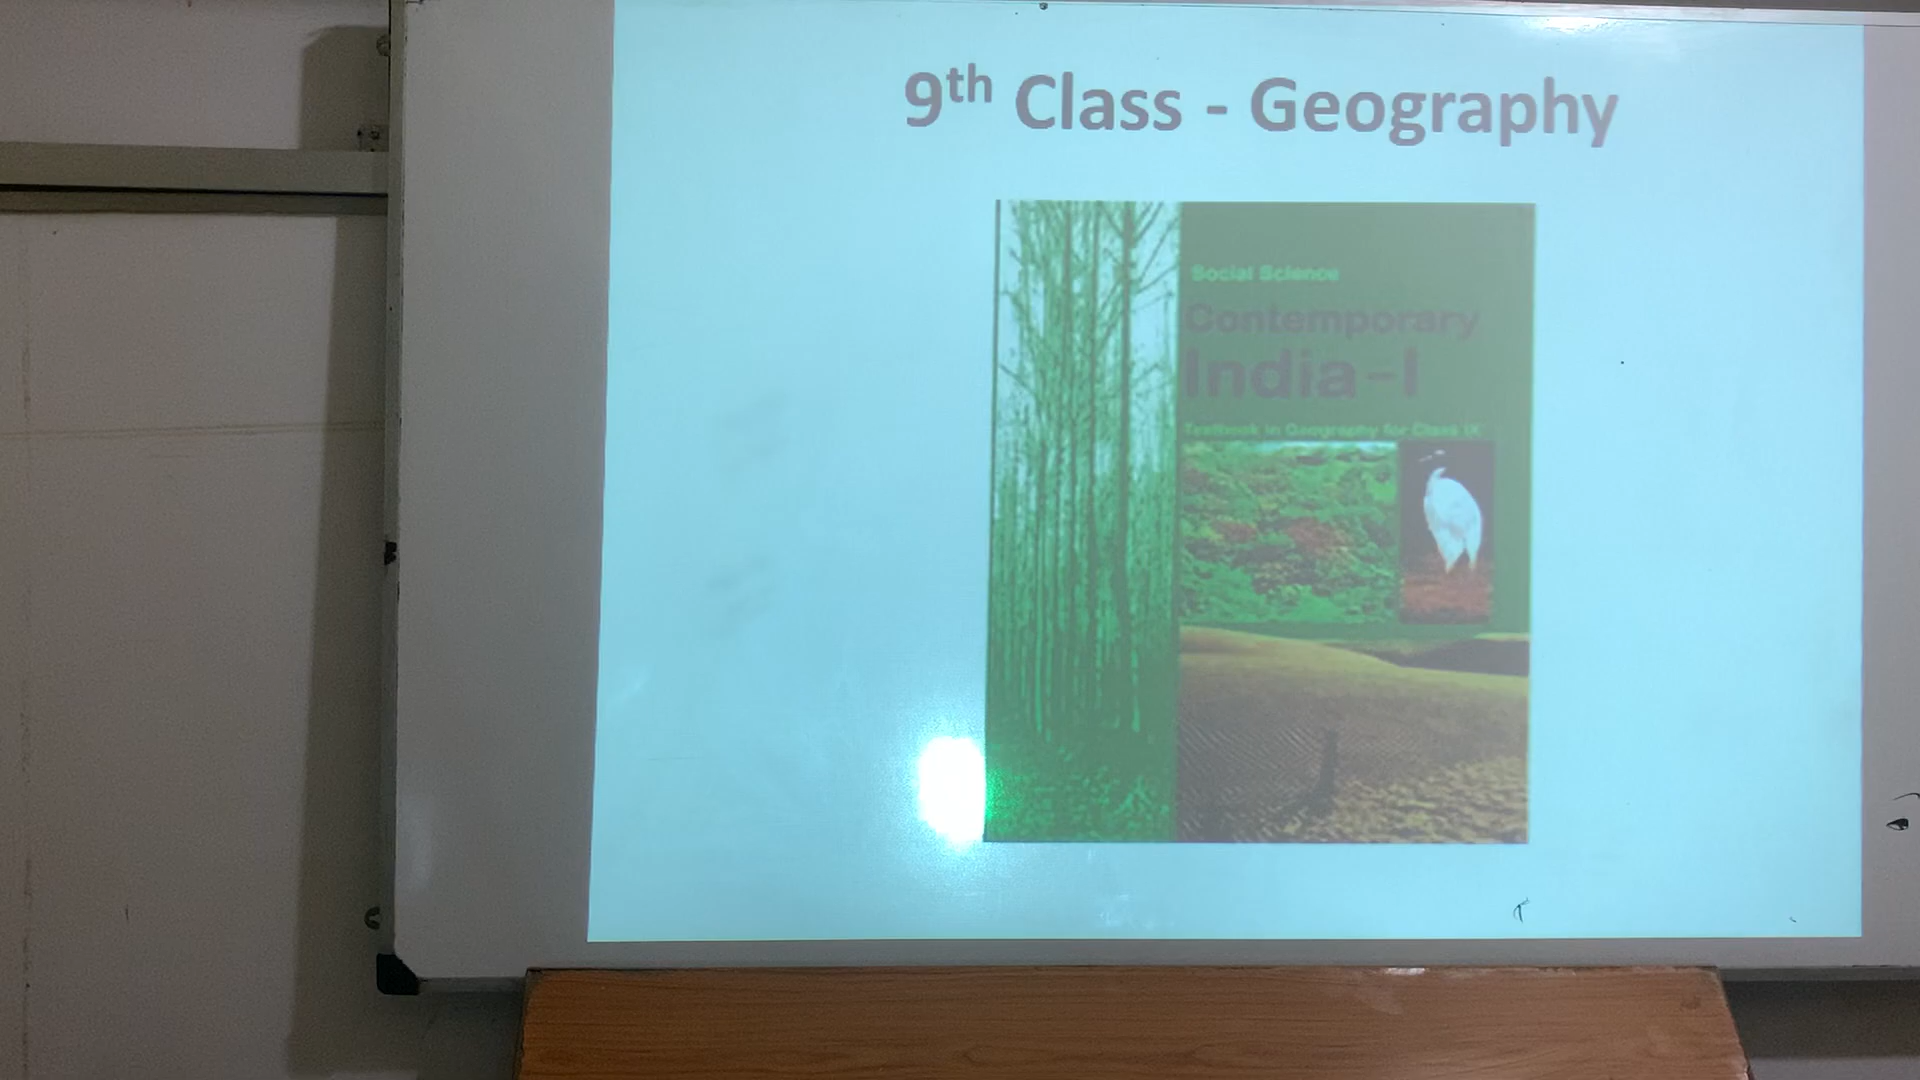 9th Class - Geography
Social Science
Contemporary
India-I
Textbook in Geography for Class IX